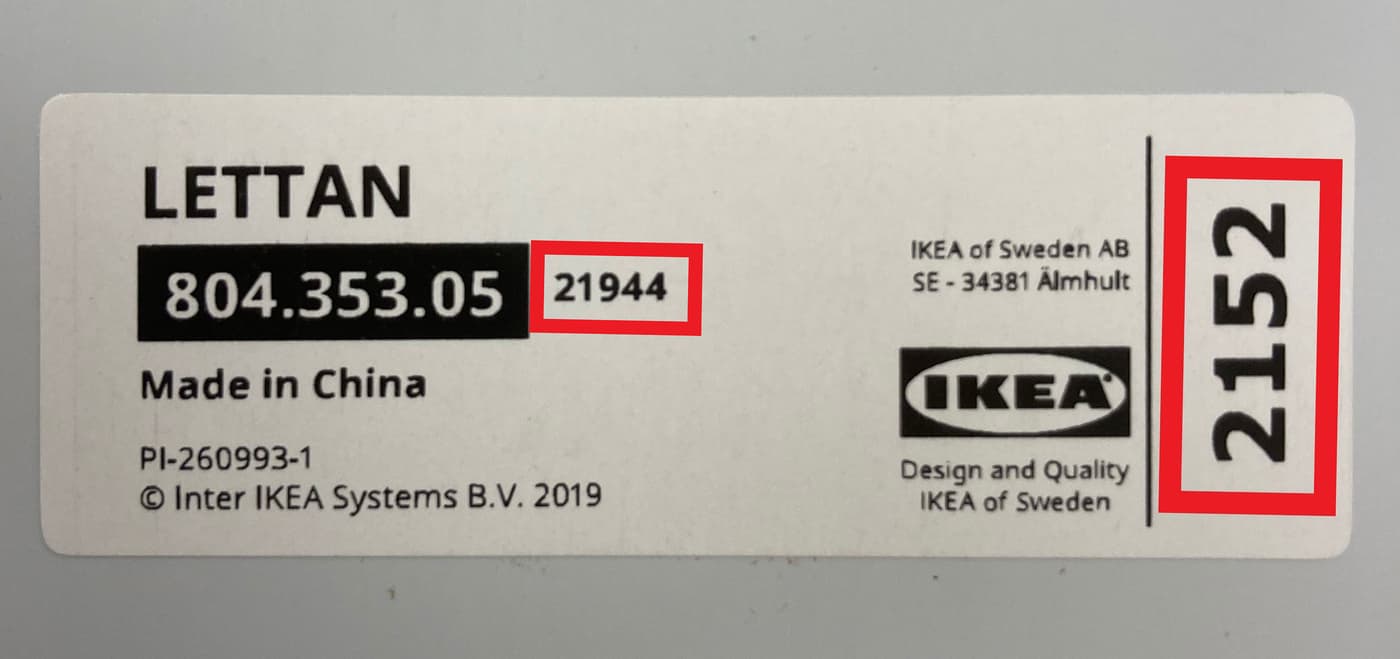 LETTAN
804.353.05 21944
Made in China
PI-260993-1
© Inter IKEA Systems B.V. 2019
IKEA of Sweden AB
SE - 34381 Älmhult
IKEA®
Design and Quality
IKEA of Sweden
2152